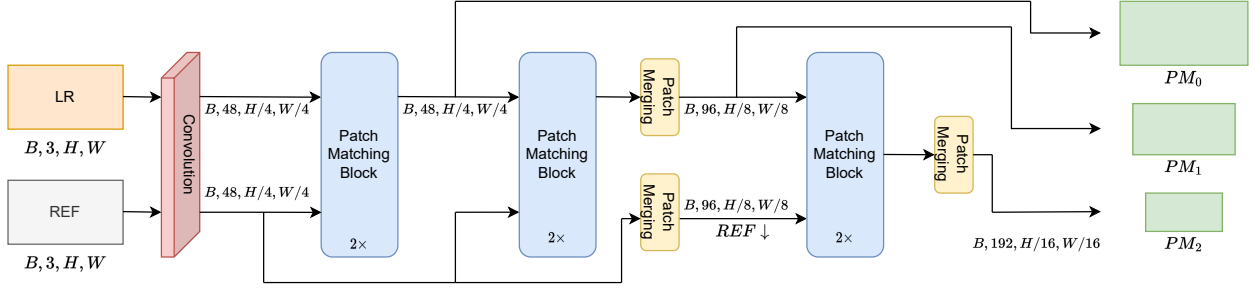 LR
B, 3, H, W
REF
B, 3, H, W
Convolution
B, 48, H/4, W/4
B, 48, H/4, W/4
Patch
Matching
Block
2×
B, 48, H/4, W/4
Patch
Matching
Block
2×
Patch
Merging
B, 96, H/8, W/8
Patch
Merging
B, 96, H/8, W/8
REF ↓
Patch
Matching
Block
2×
Patch
Merging
B, 192, H/16, W/16
PM₀
PM₁
PM₂